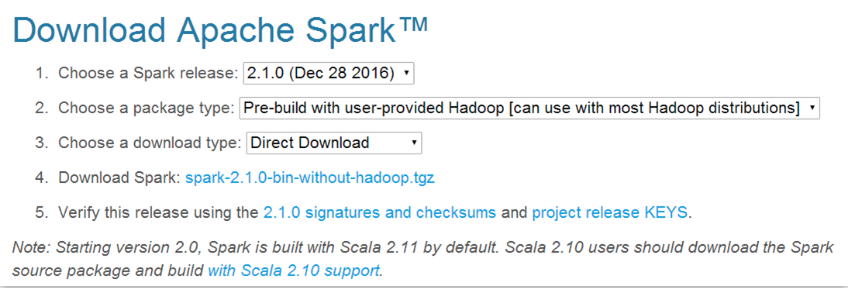 Download Apache Spark™
1. Choose a Spark release: 2.1.0 (Dec 28 2016)
2. Choose a package type: Pre-build with user-provided Hadoop [can use with most Hadoop distributions]
3. Choose a download type: Direct Download
4. Download Spark: spark-2.1.0-bin-without-hadoop.tgz
5. Verify this release using the 2.1.0 signatures and checksums and project release KEYS.
Note: Starting version 2.0, Spark is built with Scala 2.11 by default. Scala 2.10 users should download the Spark
source package and build with Scala 2.10 support.